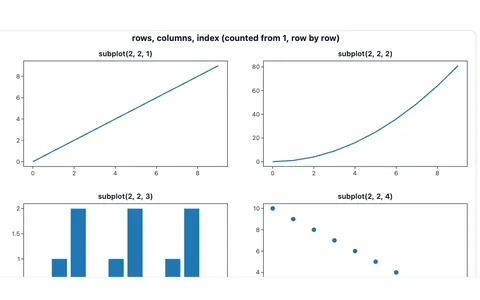 rows, columns, index (counted from 1, row by row)
subplot(2, 2, 1)
subplot(2, 2, 2)
8
6
4
2
0
0 2 4 6 8
80
60
40
20
0
0 2 4 6 8
subplot(2, 2, 3)
subplot(2, 2, 4)
2
1.5
1
10
8
6
4